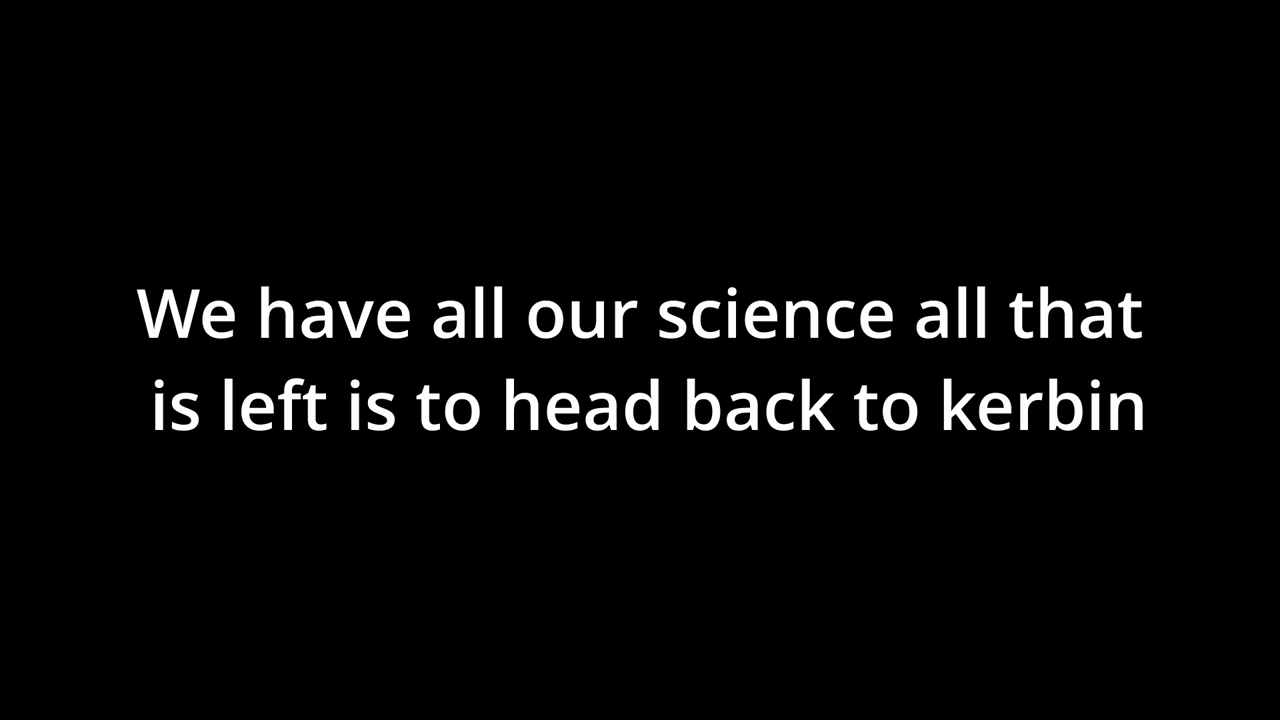 We have all our science all that
is left is to head back to kerbin